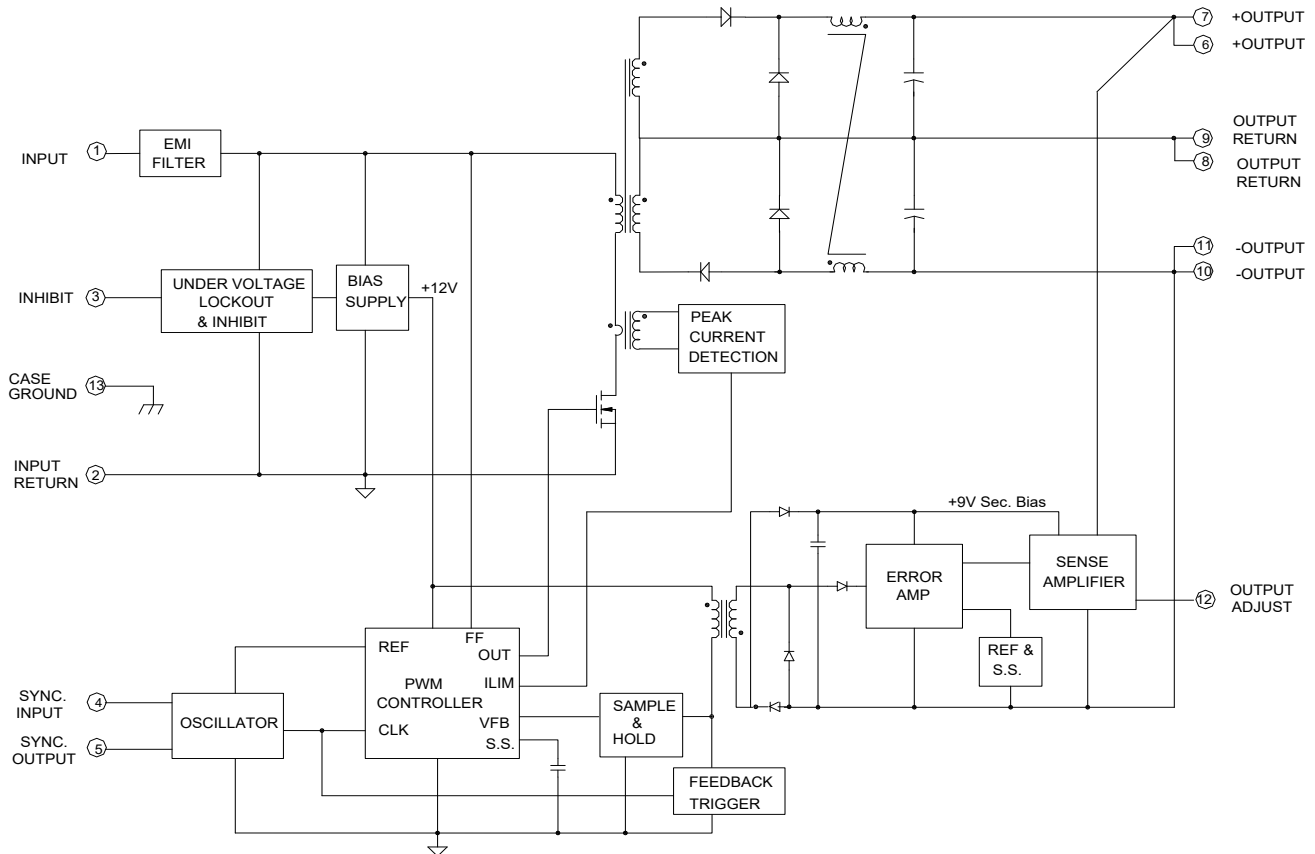 7 +OUTPUT
6 +OUTPUT
OUTPUT
RETURN
9
8
OUTPUT
RETURN
11 -OUTPUT
10 -OUTPUT
INPUT 1
EMI
FILTER
INHIBIT 3
UNDER VOLTAGE
LOCKOUT
& INHIBIT
BIAS
SUPPLY
+12V
PEAK
CURRENT
DETECTION
CASE
GROUND
13
INPUT
RETURN
2
+9V Sec. Bias
ERROR
AMP
SENSE
AMPLIFIER
12
OUTPUT
ADJUST
REF &
S.S.
REF
FF
OUT
PWM
CONTROLLER
ILIM
CLK
VFB
S.S.
SAMPLE
&
HOLD
FEEDBACK
TRIGGER
SYNC.
INPUT
4
OSCILLATOR
SYNC.
OUTPUT
5